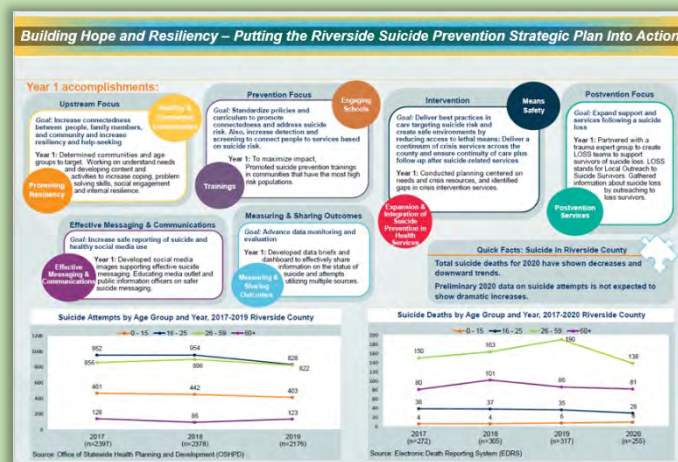 Building Hope and Resiliency – Putting the Riverside Suicide Prevention Strategic Plan Into Action
Year 1 accomplishments:
Upstream Focus
Goal: Increase connectedness
between people, family members,
and community and increase
resiliency and help-seeking
Year 1: Determined communities and age
groups to target. Working on understand needs
and developing content and
activities to increase coping, problem
solving skills, social engagement
and internal resilience.
Healthy &
Connected
Promoting
Resiliency
Prevention Focus
Goal: Standardize policies and
curriculum to promote
connectedness and address suicide
risk. Also, increase detection and
screening to connect people to services based
on suicide risk.
Year 1: To maximize impact,
Promoted suicide prevention trainings
in communities that have the most high
risk populations.
Engaging
Schools
Trainings
Intervention
Goal: Deliver best practices in
care targeting suicide risk and
create safe environments by
reducing access to lethal means; Deliver a
continuum of crisis services across the
county and ensure continuity of care plus
follow up after suicide-related services
Year 1: Conducted planning centered on
needs and crisis resources, and identified
gaps in crisis intervention services.
Means
Safety
Expansion &
Integration of
Suicide
Prevention in
Health
Services
Postvention Focus
Goal: Expand support and
services following a suicide
loss
Year 1: Partnered with a
trauma expert group to create
LOSS teams to support
survivors of suicide loss. LOSS
stands for Local Outreach to
Suicide Survivors. Gathered
information about suicide loss
by outreaching to
loss survivors.
Postvention
Services
Effective Messaging & Communications
Goal: Increase safe reporting of suicide and
healthy social media use
Year 1: Developed social media
images supporting effective suicide
messaging. Educating media outlet and
public information officers on safer
suicide messaging.
Effective
Messaging &
Communications
Measuring & Sharing Outcomes
Goal: Advance data monitoring and
evaluation
Year 1: Developed data briefs and
dashboard to effectively share
information on the status of
suicide and attempts
utilizing multiple sources.
Measuring &
Sharing
Outcomes
Quick Facts: Suicide in Riverside County
Total suicide deaths for 2020 have shown decreases and
downward trends.
Preliminary 2020 data on suicide attempts is not expected to
show dramatic increases.
Suicide Attempts by Age Group and Year, 2017-2019 Riverside County
0 - 15 16 - 25 26 - 59 60+
1200
1000
800
600
400
200
0
952 954 828
856 896 822
461 442 403
128 86 123
2017 2018 2019
(n=2397) (n=2378) (n=2176)
Source: Office of Statewide Health Planning and Development (OSHPD)
Suicide Deaths by Age Group and Year, 2017-2020 Riverside County
0 - 15 16 - 25 26 - 59 60+
200
180
160
140
120
100
80
60
40
20
0
150 163 190 138
80 101 86 81
38 37 35 28
4 4 6 8
2017 2018 2019 2020
(n=272) (n=305) (n=317) (n=255)
Source: Electronic Death Reporting System (EDRS)